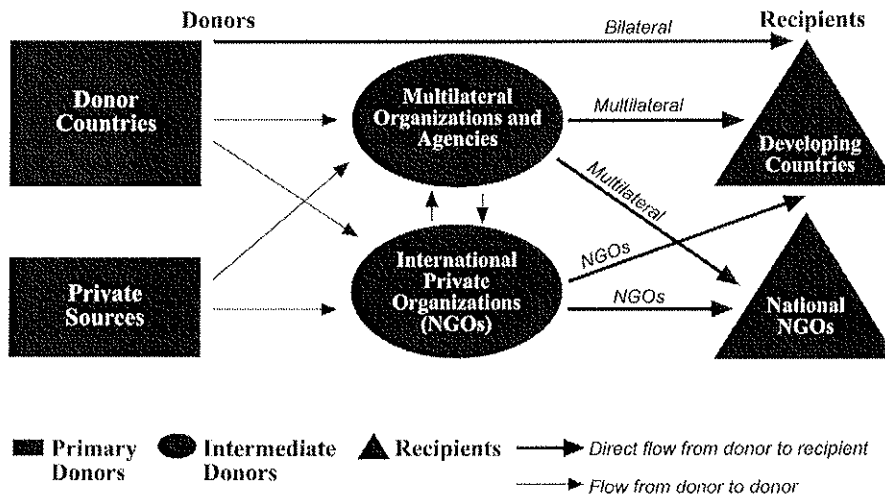 Donors
Recipients
Bilateral
Donor
Countries
Multilateral
Organizations and
Agencies
Multilateral
Developing
Countries
Multilateral
Private
Sources
International
Private
Organizations
(NGOs)
NGOs
NGOs
National
NGOs
Primary
Donors
Intermediate
Donors
Recipients
Direct flow from donor to recipient
Flow from donor to donor